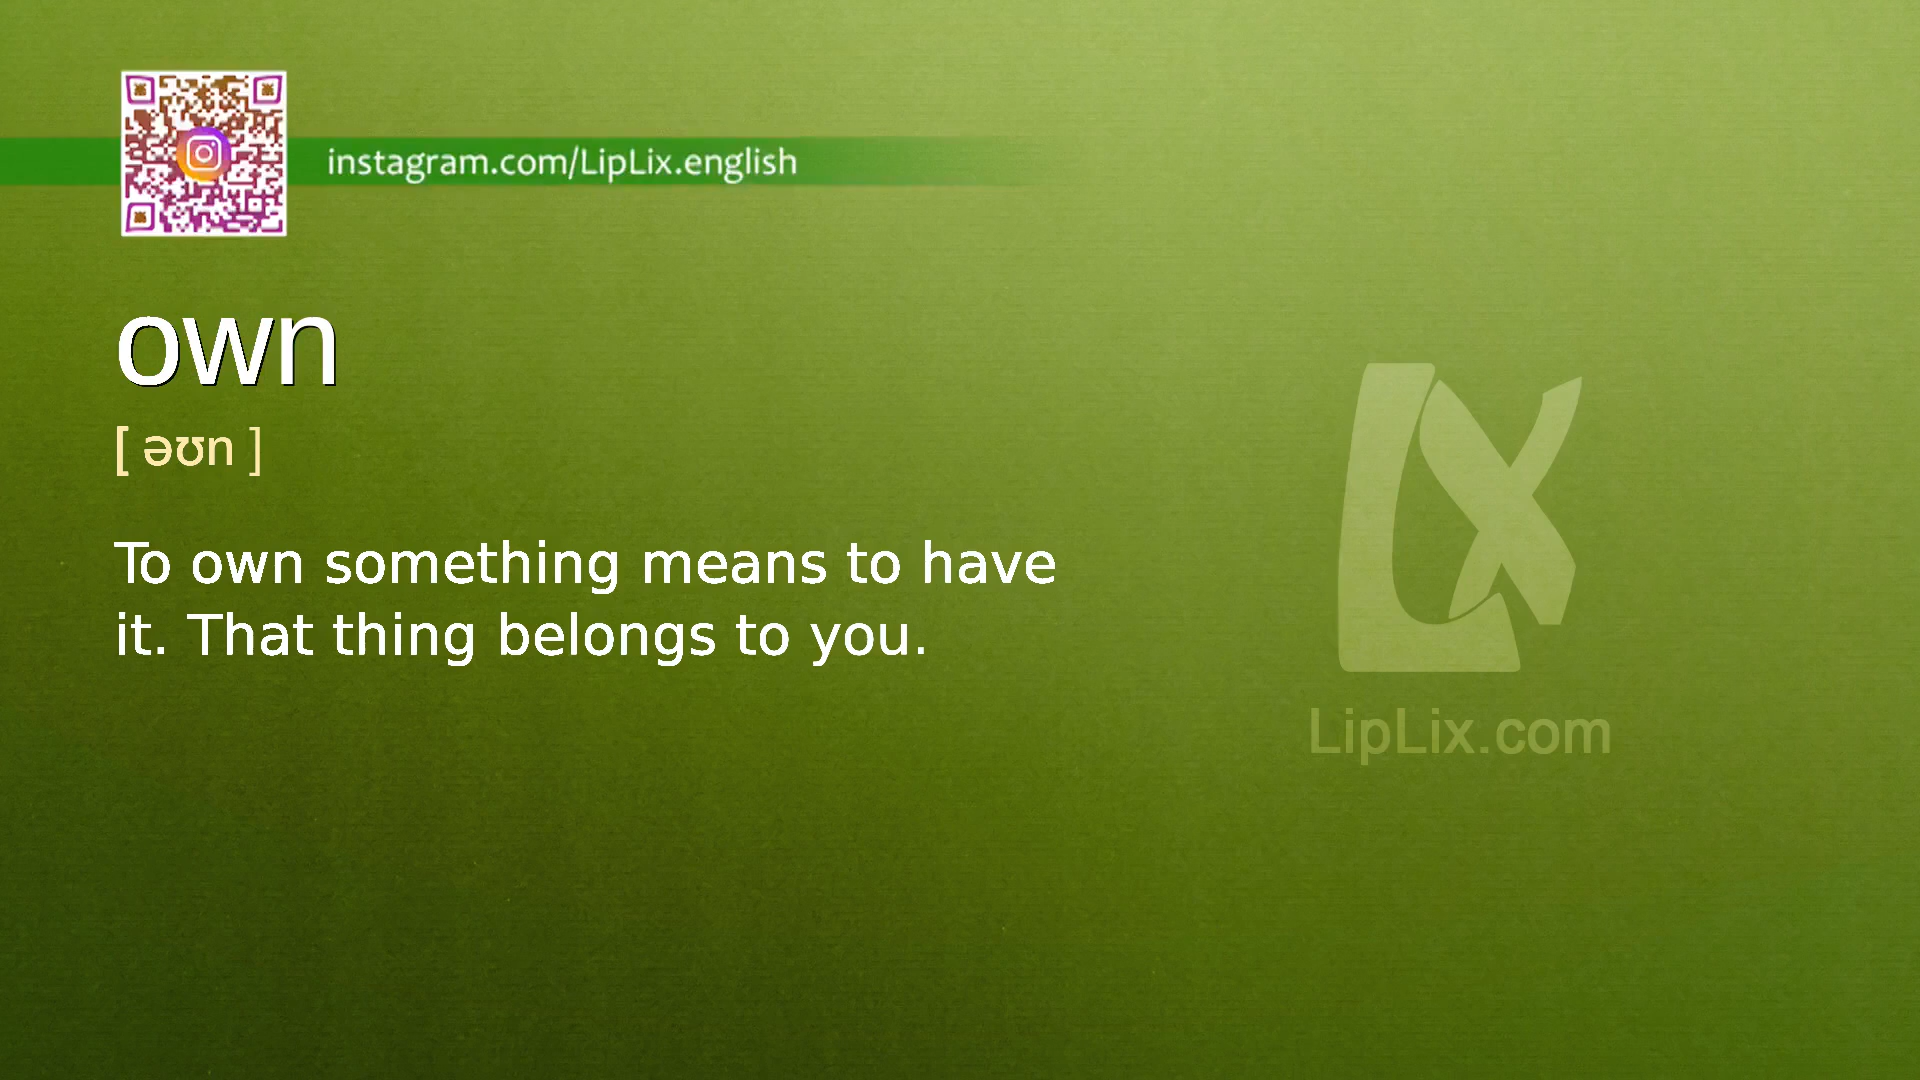 instagram.com/LipLix.english
own
[ əʊn ]
To own something means to have
it. That thing belongs to you.
LX
LipLix.com